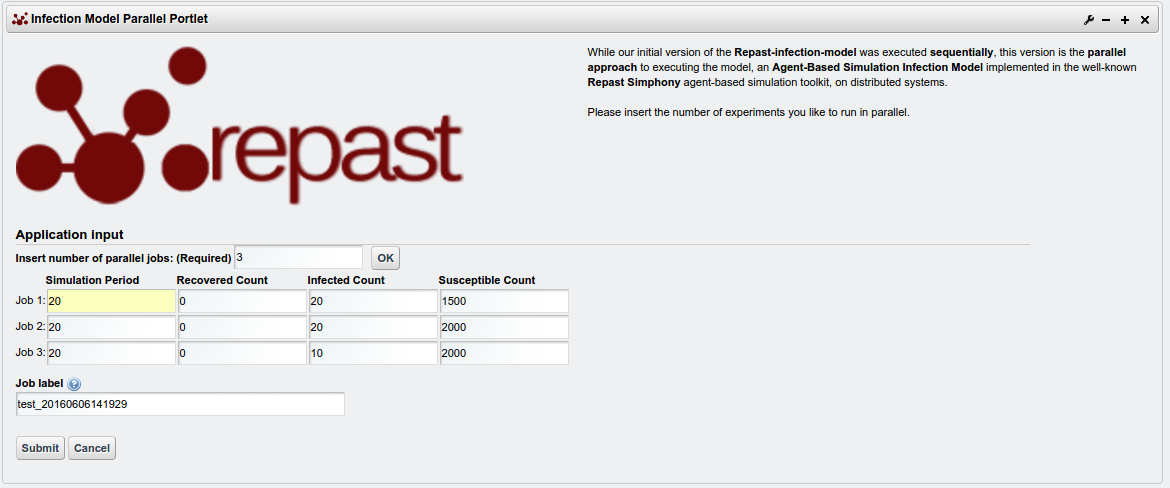 Infection Model Parallel Portlet
repast
While our initial version of the Repast-infection-model was executed sequentially, this version is the parallel
approach to executing the model, an Agent-Based Simulation Infection Model implemented in the well-known
Repast Simphony agent-based simulation toolkit, on distributed systems.
Please insert the number of experiments you like to run in parallel.
Application input
Insert number of parallel jobs: (Required) 3 OK
Simulation Period Recovered Count Infected Count Susceptible Count
Job 1: 20 0 20 1500
Job 2: 20 0 20 2000
Job 3: 20 0 10 2000
Job label ?
test_20160606141929
Submit Cancel